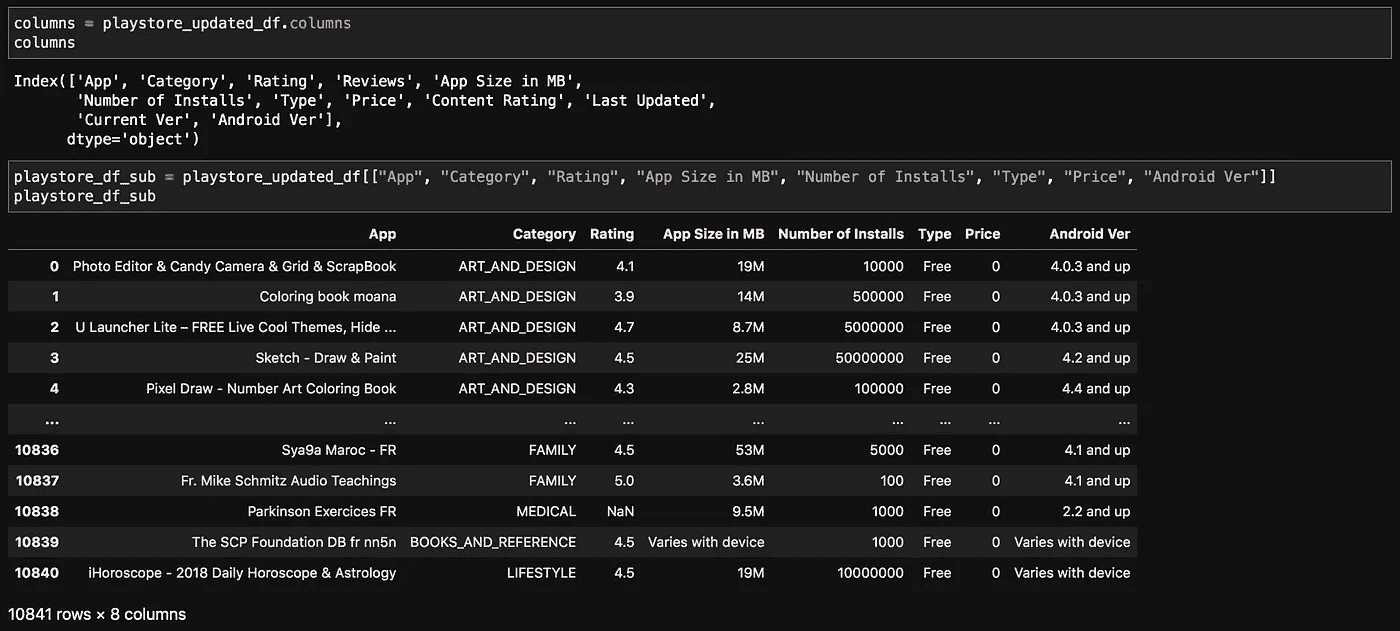 columns = playstore_updated_df.columns
columns
Index(['App', 'Category', 'Rating', 'Reviews', 'App Size in MB',
'Number of Installs', 'Type', 'Price', 'Content Rating', 'Last Updated',
'Current Ver', 'Android Ver'],
dtype='object')
playstore_df_sub = playstore_updated_df[["App", "Category", "Rating", "App Size in MB", "Number of Installs", "Type", "Price", "Android Ver"]]
playstore_df_sub
App Category Rating App Size in MB Number of Installs Type Price Android Ver
0 Photo Editor & Candy Camera & Grid & ScrapBook ART_AND_DESIGN 4.1 19M 10000 Free 0 4.0.3 and up
1 Coloring book moana ART_AND_DESIGN 3.9 14M 500000 Free 0 4.0.3 and up
2 U Launcher Lite – FREE Live Cool Themes, Hide ... ART_AND_DESIGN 4.7 8.7M 5000000 Free 0 4.0.3 and up
3 Sketch - Draw & Paint ART_AND_DESIGN 4.5 25M 50000000 Free 0 4.2 and up
4 Pixel Draw - Number Art Coloring Book ART_AND_DESIGN 4.3 2.8M 100000 Free 0 4.4 and up
... ... ... ... ... ... ... ... ...
10836 Sya9a Maroc - FR FAMILY 4.5 53M 5000 Free 0 4.1 and up
10837 Fr. Mike Schmitz Audio Teachings FAMILY 5.0 3.6M 100 Free 0 4.1 and up
10838 Parkinson Exercices FR MEDICAL NaN 9.5M 1000 Free 0 2.2 and up
10839 The SCP Foundation DB fr nn5n BOOKS_AND_REFERENCE 4.5 Varies with device 1000 Free 0 Varies with device
10840 iHoroscope - 2018 Daily Horoscope & Astrology LIFESTYLE 4.5 19M 10000000 Free 0 Varies with device
10841 rows × 8 columns